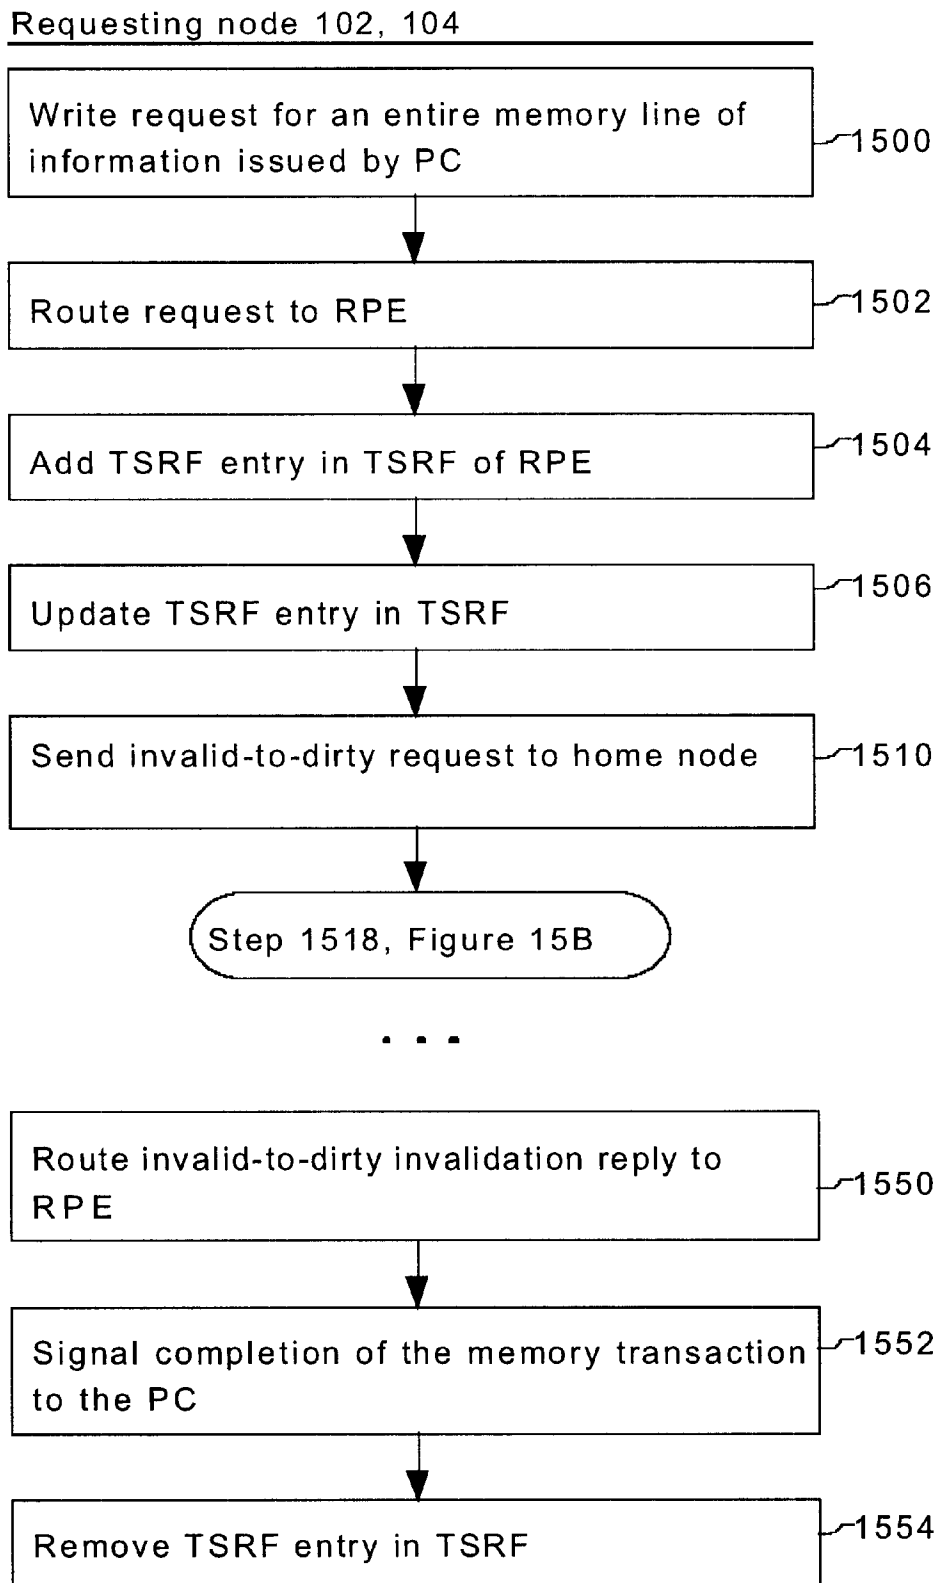 Requesting node 102, 104
Write request for an entire memory line of
information issued by PC
1500
Route request to RPE
1502
Add TSRF entry in TSRF of RPE
1504
Update TSRF entry in TSRF
1506
Send invalid-to-dirty request to home node
1510
Step 1518, Figure 15B
. . .
Route invalid-to-dirty invalidation reply to
RPE
1550
Signal completion of the memory transaction
to the PC
1552
Remove TSRF entry in TSRF
1554